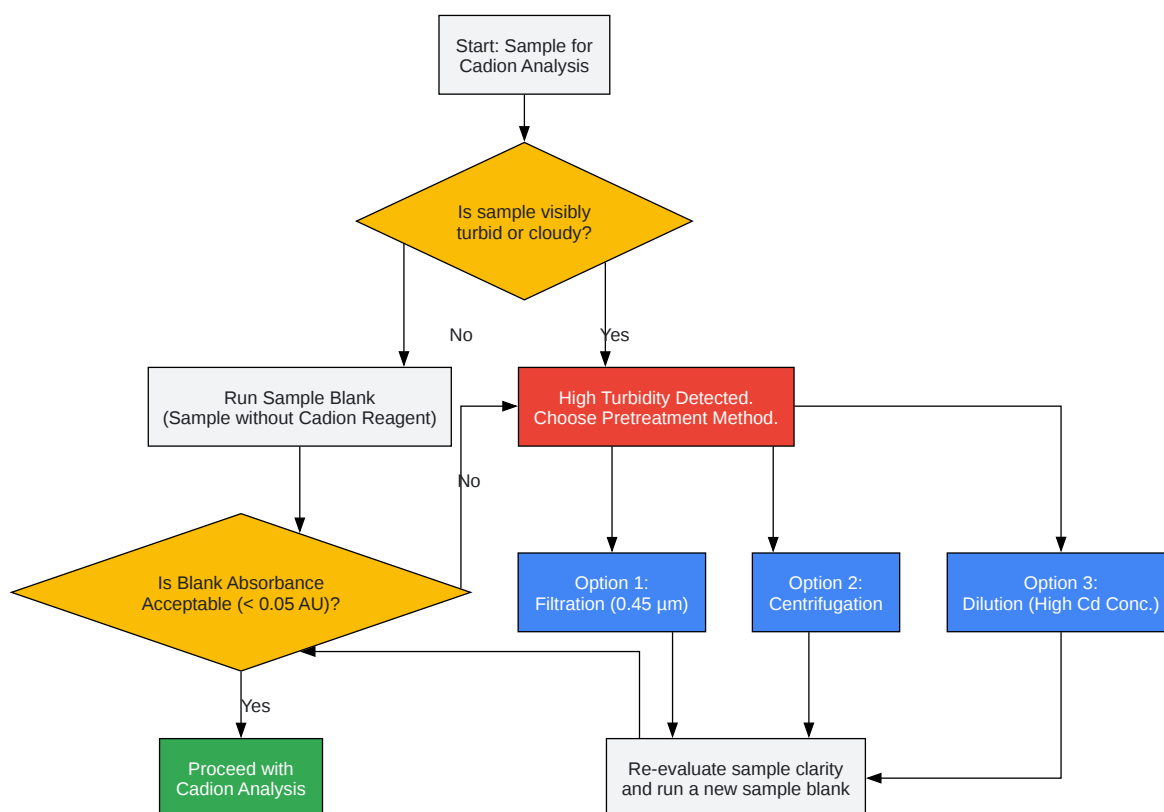 Start: Sample for
Cadion Analysis
Is sample visibly
turbid or cloudy?
No
Yes
Run Sample Blank
(Sample without Cadion Reagent)
High Turbidity Detected.
Choose Pretreatment Method.
No
Is Blank Absorbance
Acceptable (< 0.05 AU)?
Option 1:
Filtration (0.45 µm)
Option 2:
Centrifugation
Option 3:
Dilution (High Cd Conc.)
Yes
Proceed with
Cadion Analysis
Re-evaluate sample clarity
and run a new sample blank